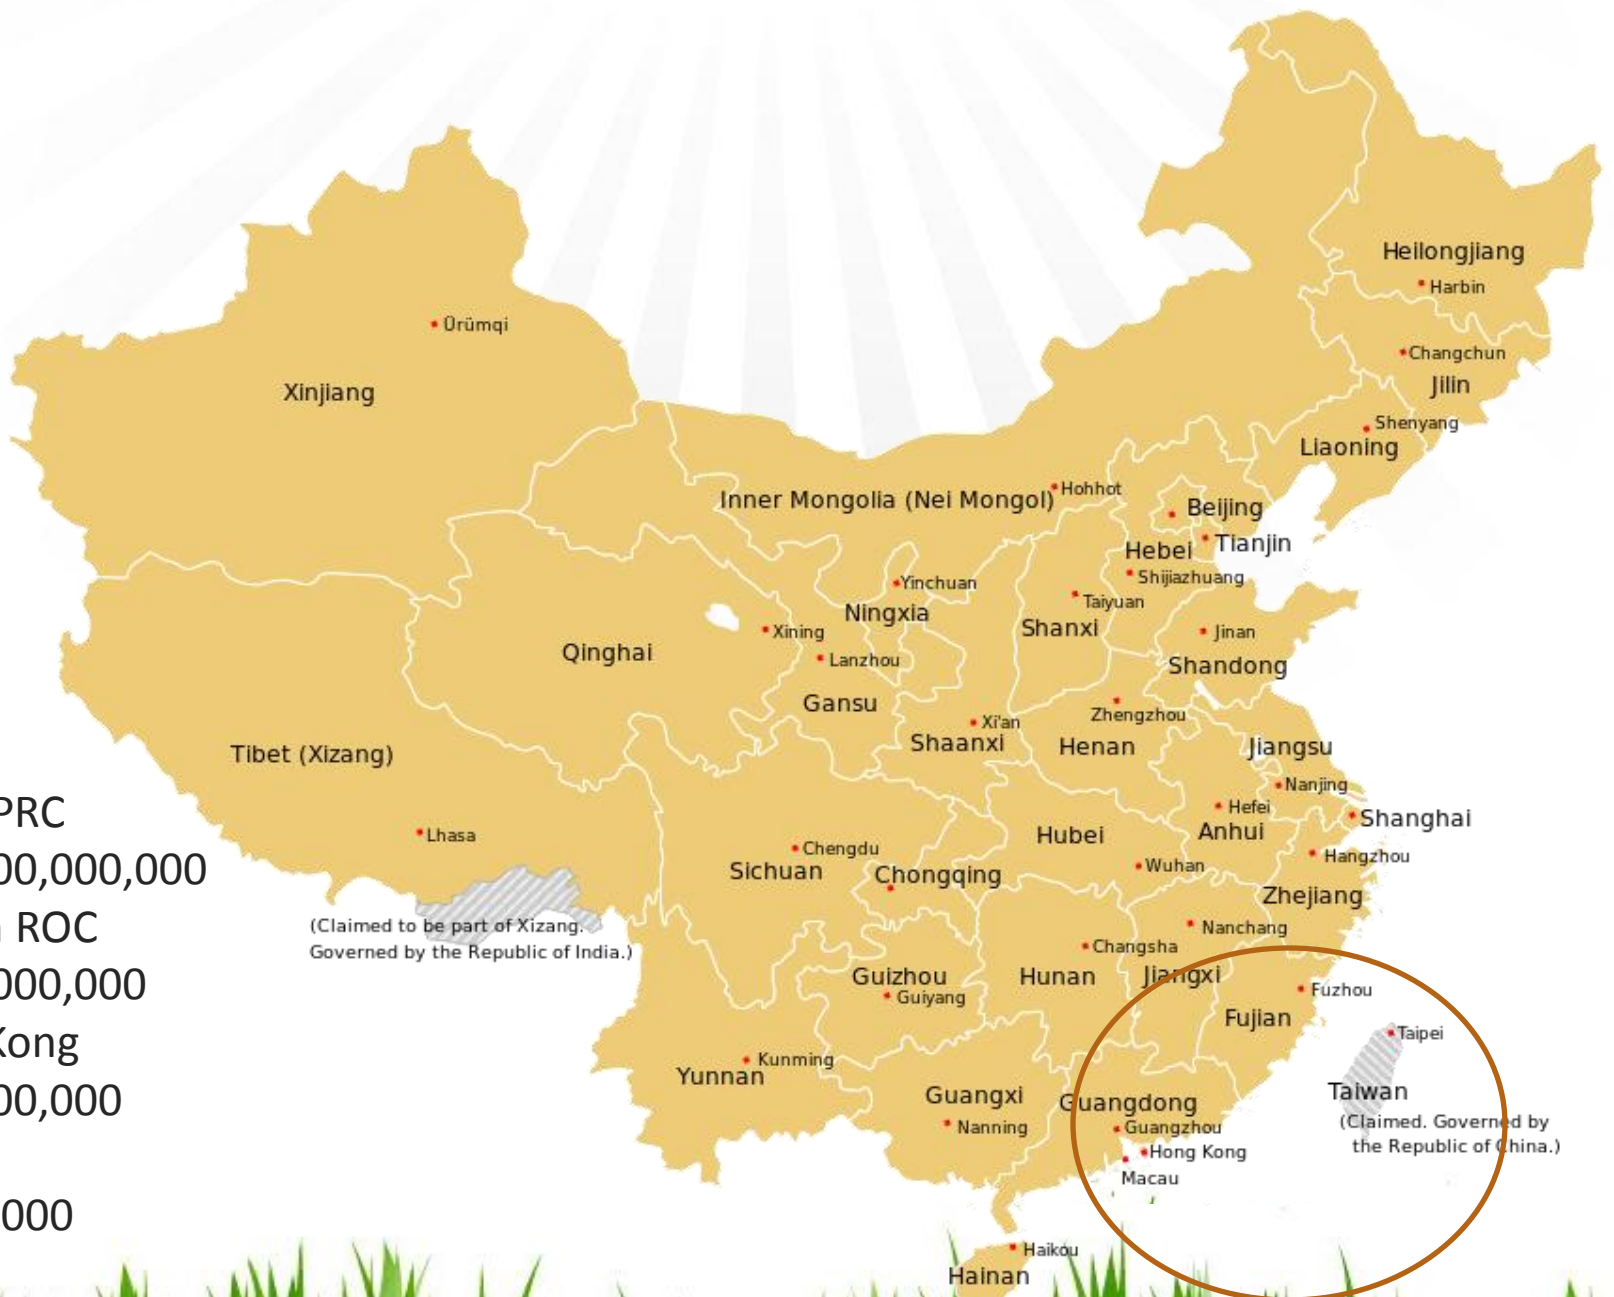 Heilongjiang
Harbin
Ürümqi
Changchun
Jilin
Xinjiang
Shenyang
Liaoning
Inner Mongolia (Nei Mongol)
Hohhot
Beijing
Tianjin
Hebei
Shijiazhuang
Yinchuan
Taiyuan
Ningxia
Shanxi
Xining
Jinan
Qinghai
Lanzhou
Shandong
Gansu
Zhengzhou
Xi'an
Shaanxi
Henan
Jiangsu
Tibet (Xizang)
Nanjing
Hefei
Shanghai
Anhui
Hubei
Lhasa
Chengdu
Hangzhou
Sichuan
Chongqing
Wuhan
Zhejiang
(Claimed to be part of Xizang.
Governed by the Republic of India.)
Nanchang
Changsha
Guizhou
Hunan
Jiangxi
Guiyang
Fuzhou
Fujian
Taipei
Kunming
Yunnan
Guangxi
Guangdong
Taiwan
Nanning
Guangzhou
(Claimed. Governed by
the Republic of China.)
Hong Kong
Macau
Haikou
Hainan
PRC
00,000,000
ROC
000,000
Kong
00,000
000